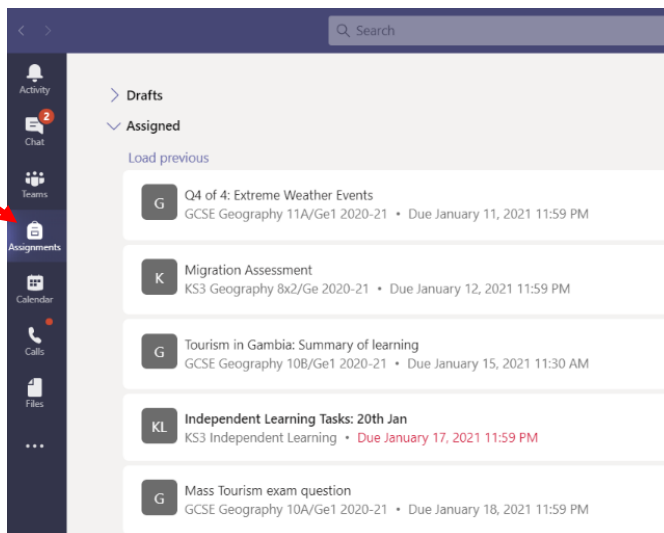 Search
Activity
2
Chat
Teams
Assignments
Calendar
Calls
Files
Drafts
Assigned
Load previous
G
Q4 of 4: Extreme Weather Events
GCSE Geography 11A/Ge1 2020-21 • Due January 11, 2021 11:59 PM
K
Migration Assessment
KS3 Geography 8x2/Ge 2020-21 • Due January 12, 2021 11:59 PM
G
Tourism in Gambia: Summary of learning
GCSE Geography 10B/Ge1 2020-21 • Due January 15, 2021 11:30 AM
KL
Independent Learning Tasks: 20th Jan
KS3 Independent Learning • Due January 17, 2021 11:59 PM
G
Mass Tourism exam question
GCSE Geography 10A/Ge1 2020-21 • Due January 18, 2021 11:59 PM